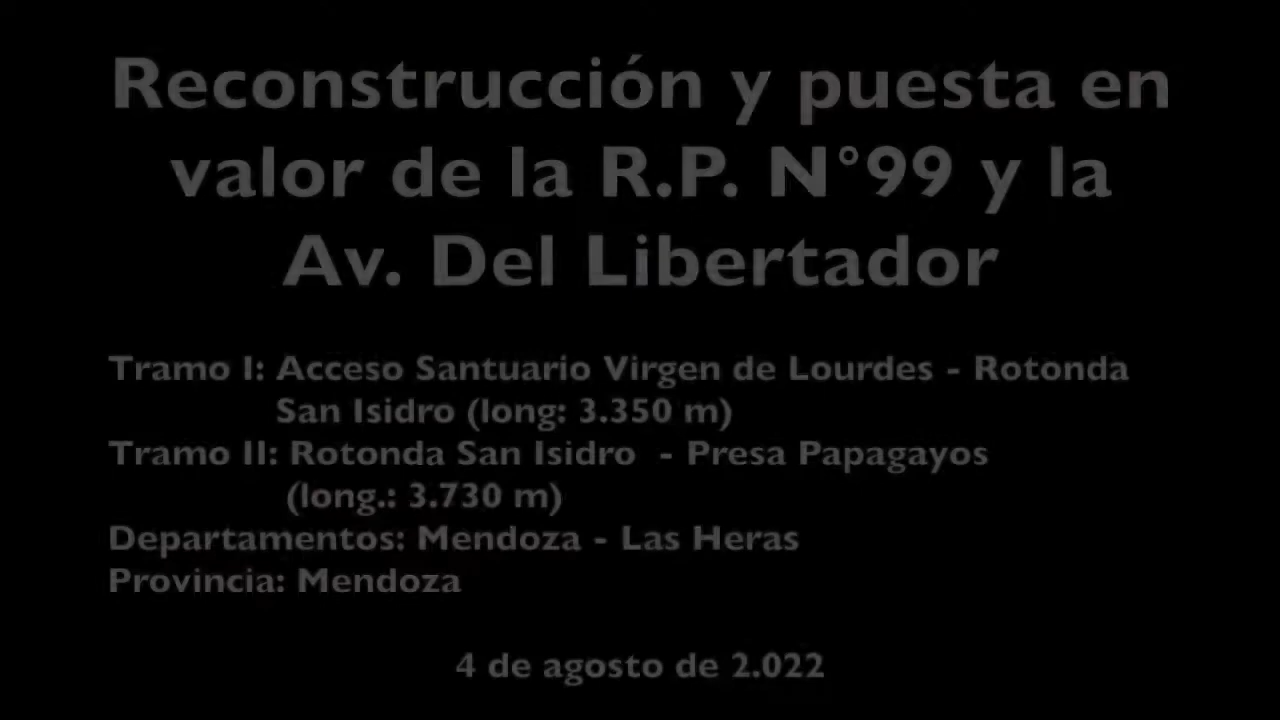 Reconstrucción y puesta en
valor de la R.P. N°99 y la
Av. Del Libertador
Tramo I: Acceso Santuario Virgen de Lourdes - Rotonda
San Isidro (long: 3.350 m)
Tramo II: Rotonda San Isidro - Presa Papagayos
(long.: 3.730 m)
Departamentos: Mendoza - Las Heras
Provincia: Mendoza
4 de agosto de 2.022